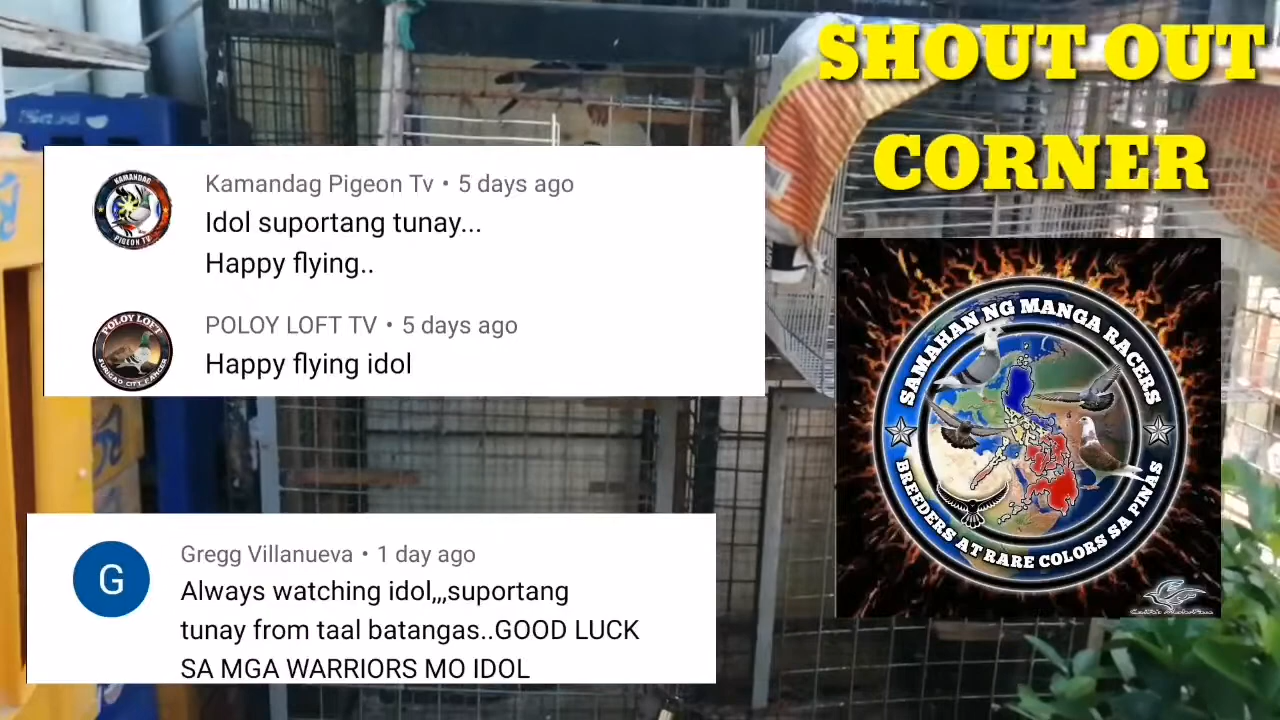 SHOUT OUT
CORNER
Kamandag Pigeon Tv • 5 days ago
Idol suportang tunay...
Happy flying..
POLOY LOFT TV • 5 days ago
Happy flying idol
G
Gregg Villanueva • 1 day ago
Always watching idol,,,suportang
tunay from taal batangas..GOOD LUCK
SA MGA WARRIORS MO IDOL
SAMAHAN NG MANGA RACERS
BREEDERS AT RARE COLORS SA PINAS
KAMANDAG
PIGEON TV
POLOY LOFT
SURIGAO CITY